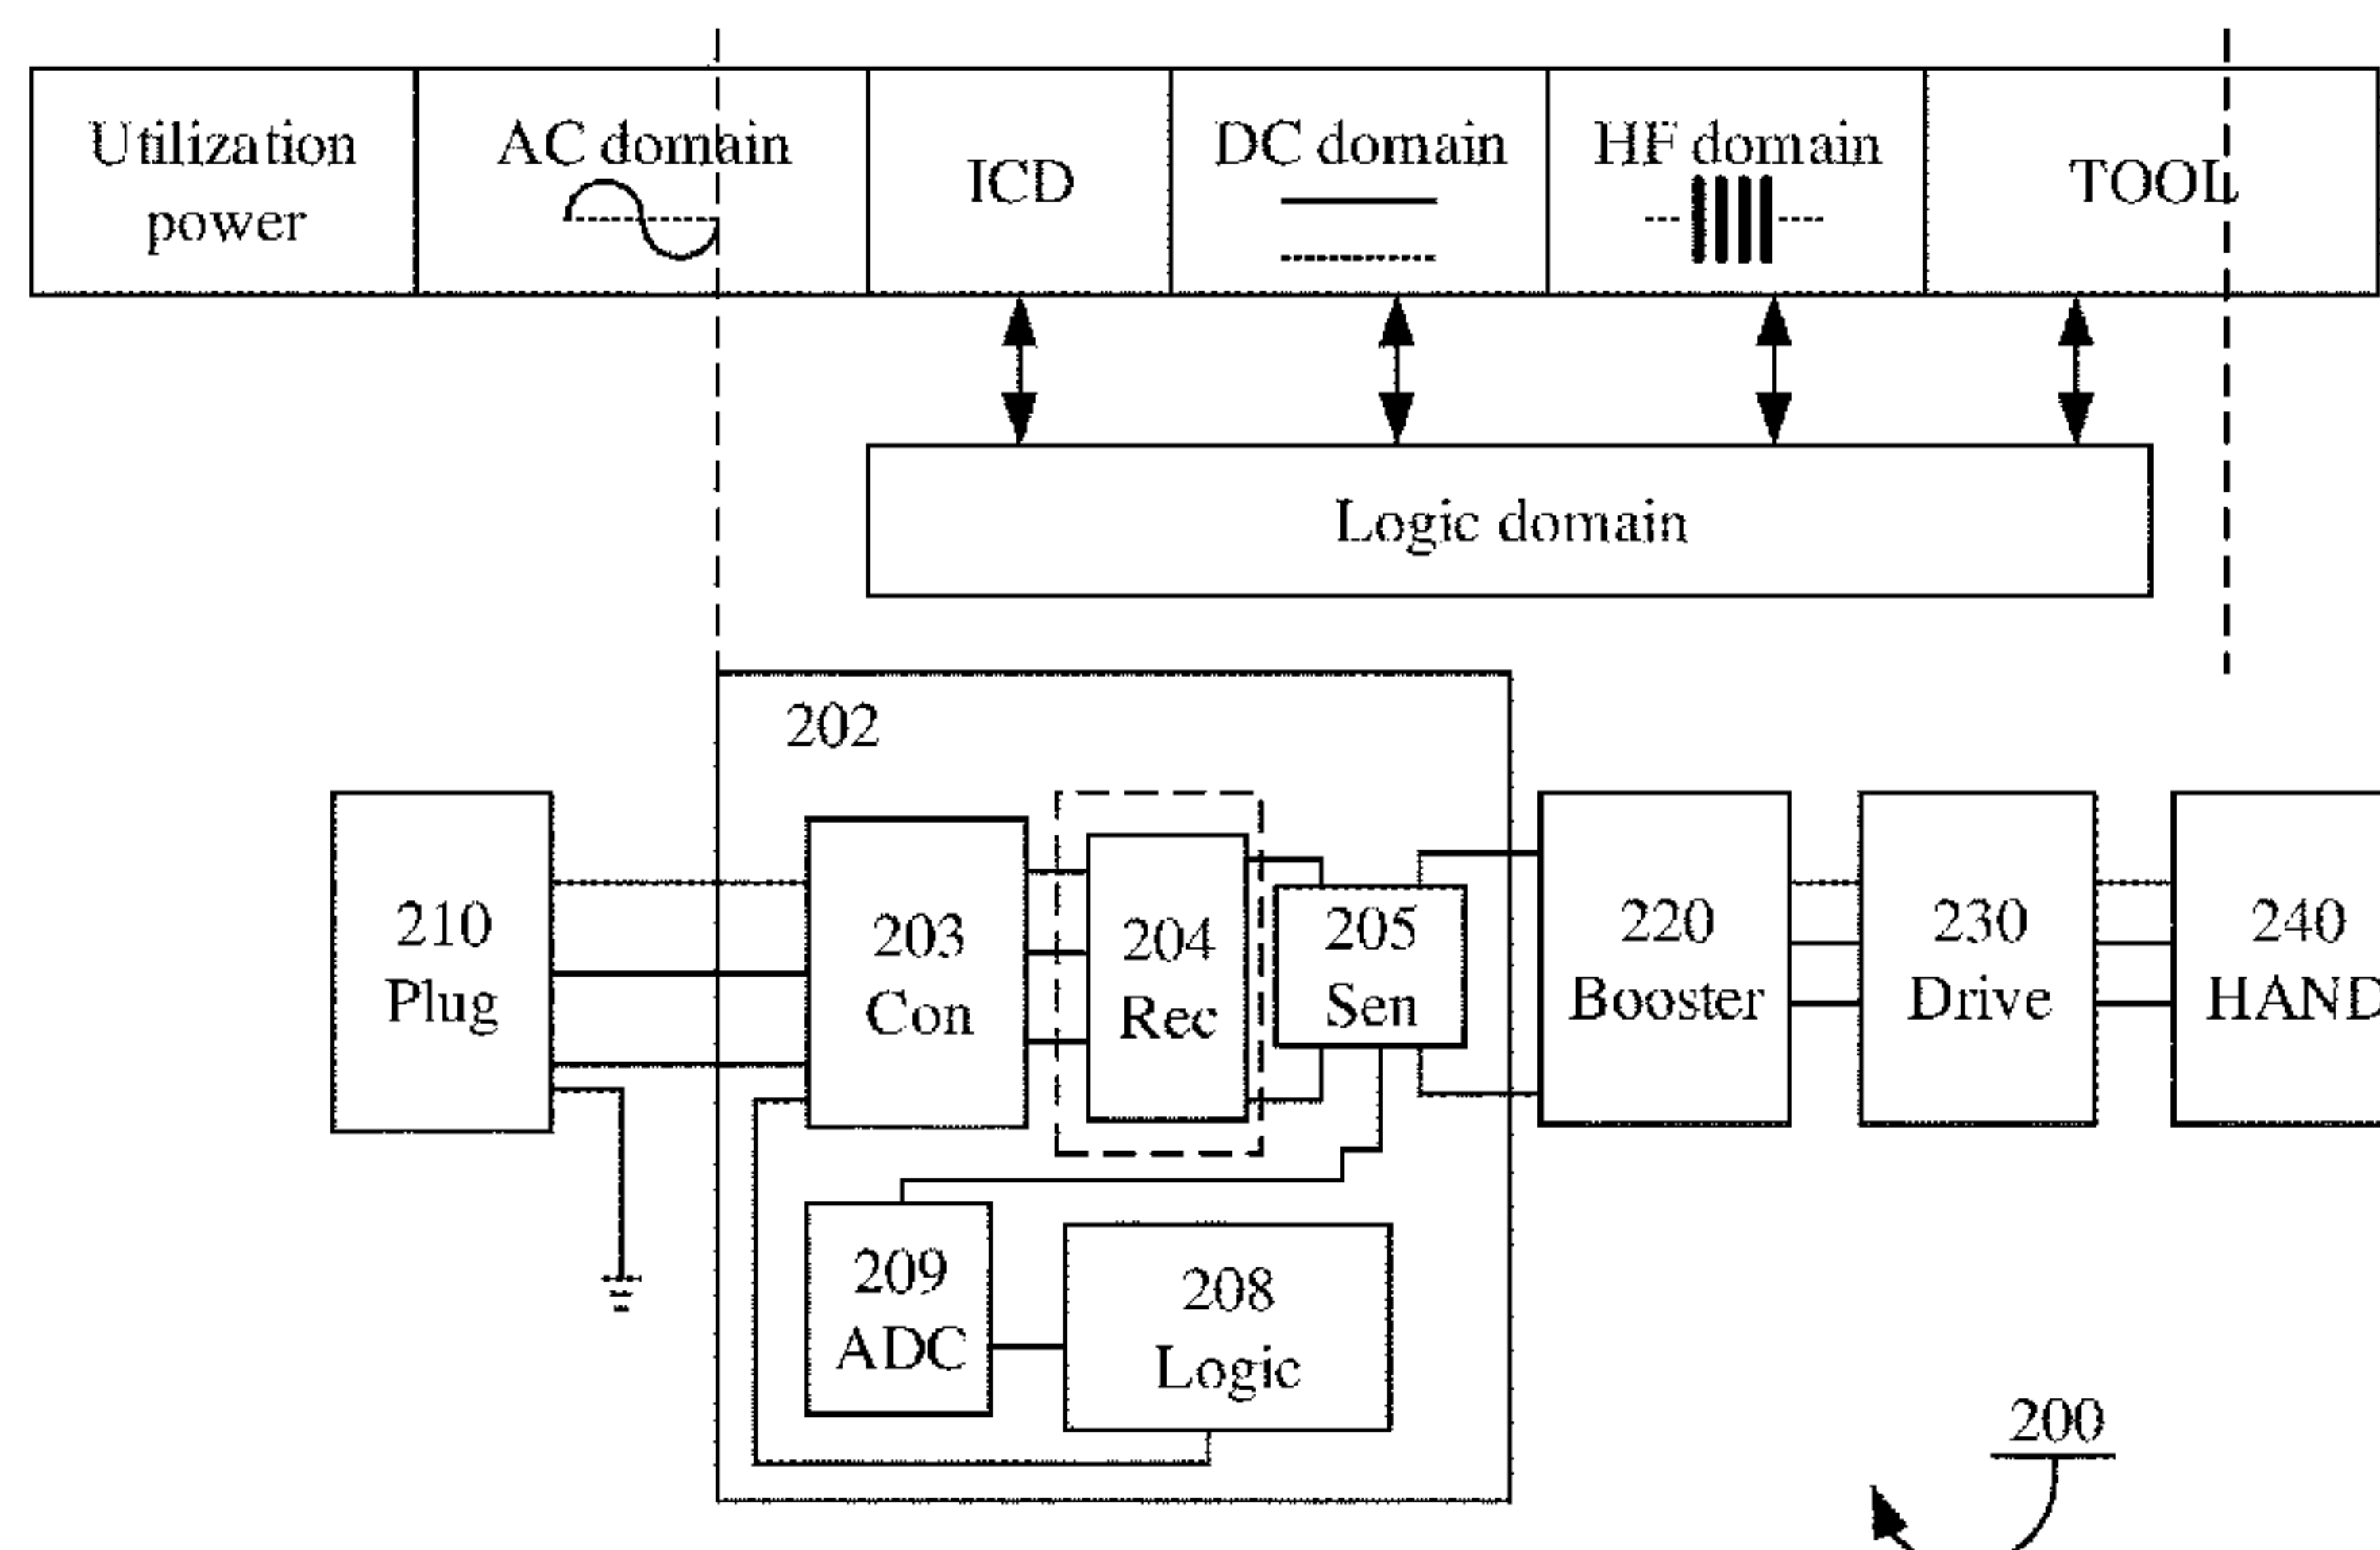 Utilization
power
AC domain
ICD
DC domain
HF domain
TOOL
Logic domain
202
210
Plug
203
Con
204
Rec
205
Sen
220
Booster
230
Drive
240
HAND
209
ADC
208
Logic
200